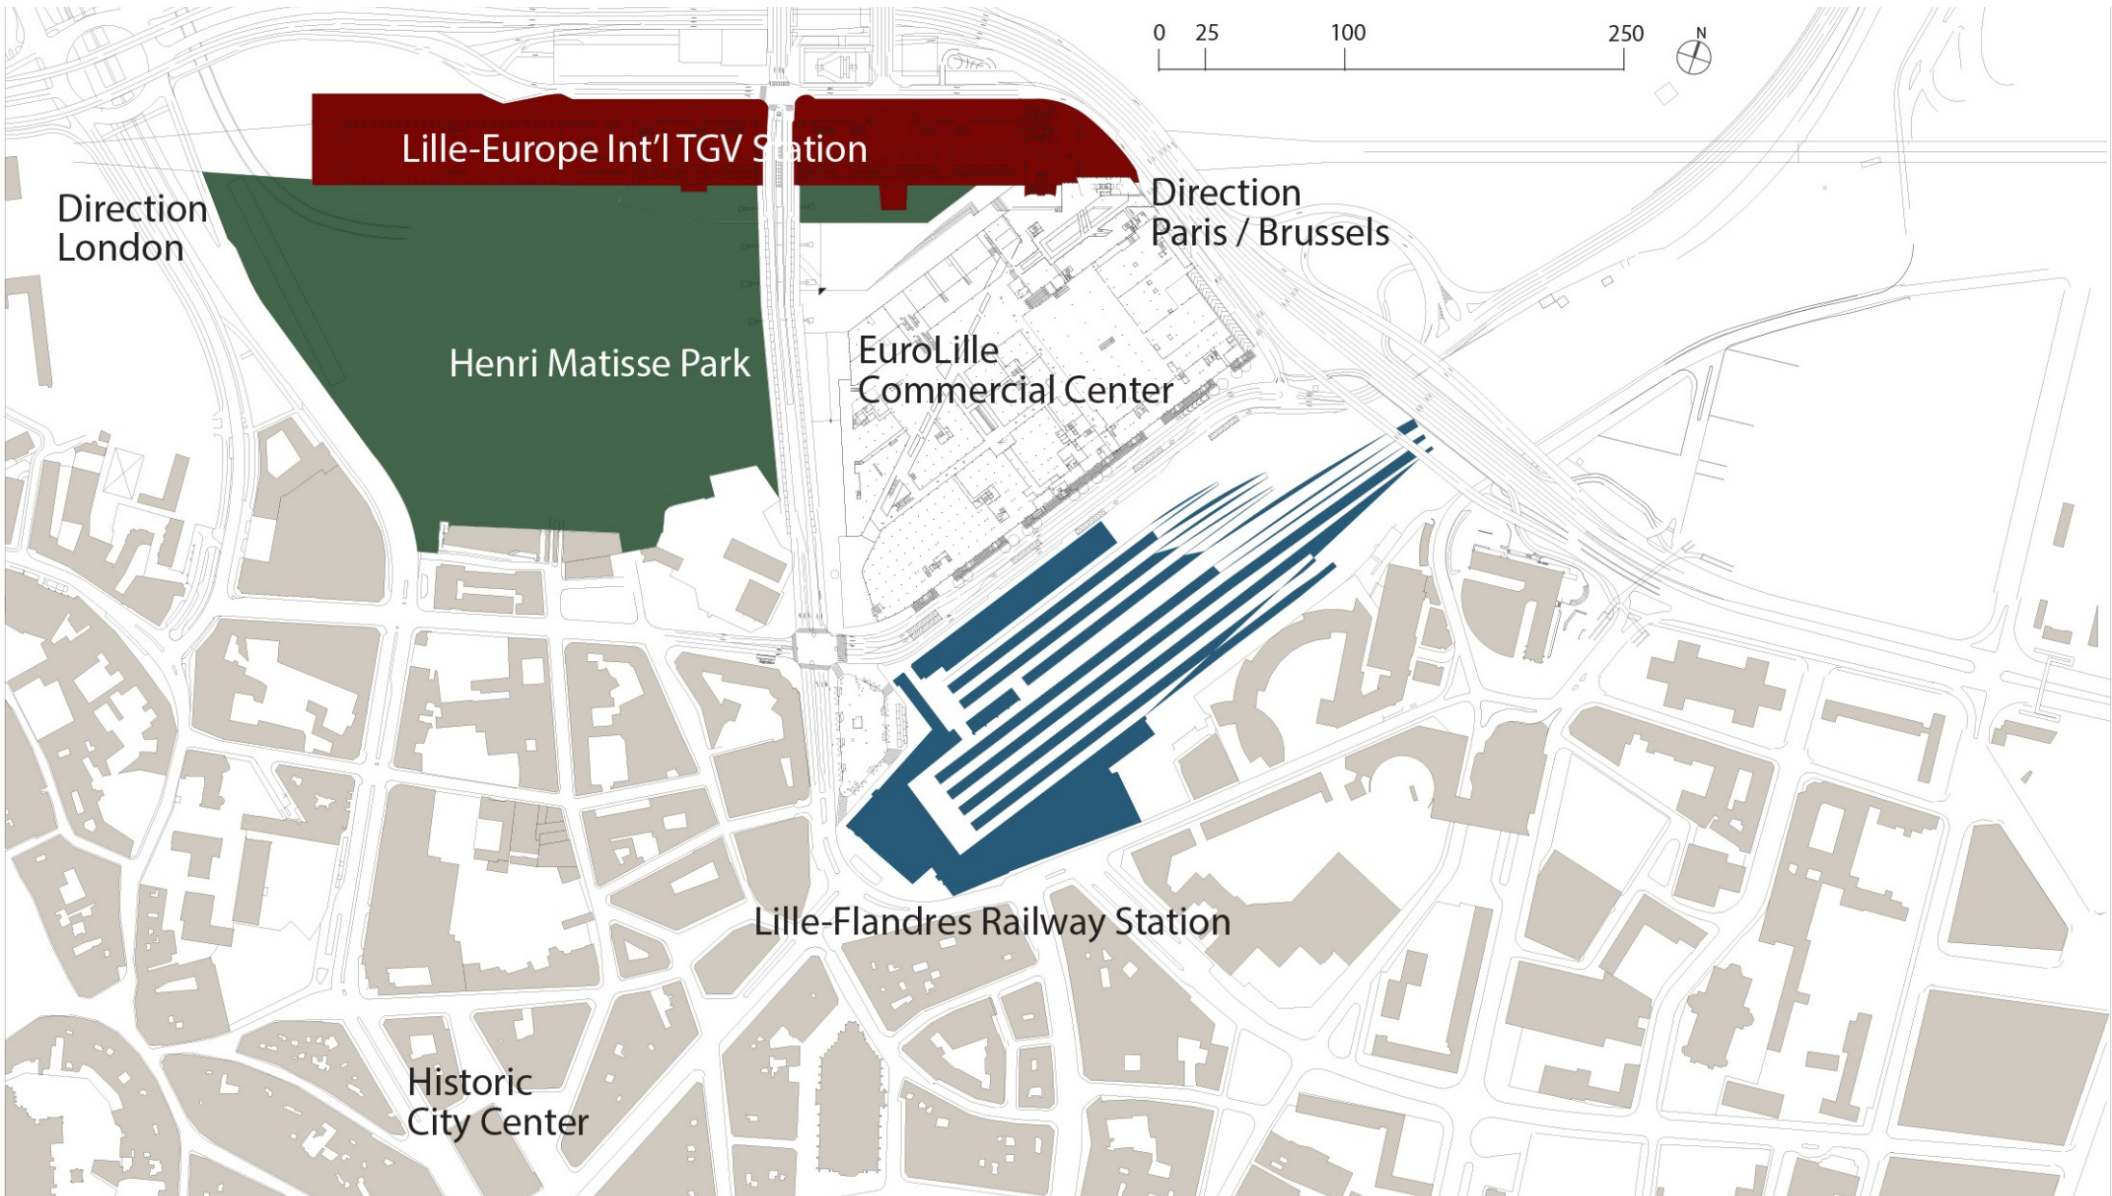 0 25 100 250 N
Lille-Europe Int'l TGV Station
Direction
London
Direction
Paris / Brussels
Henri Matisse Park
EuroLille
Commercial Center
Lille-Flandres Railway Station
Historic
City Center